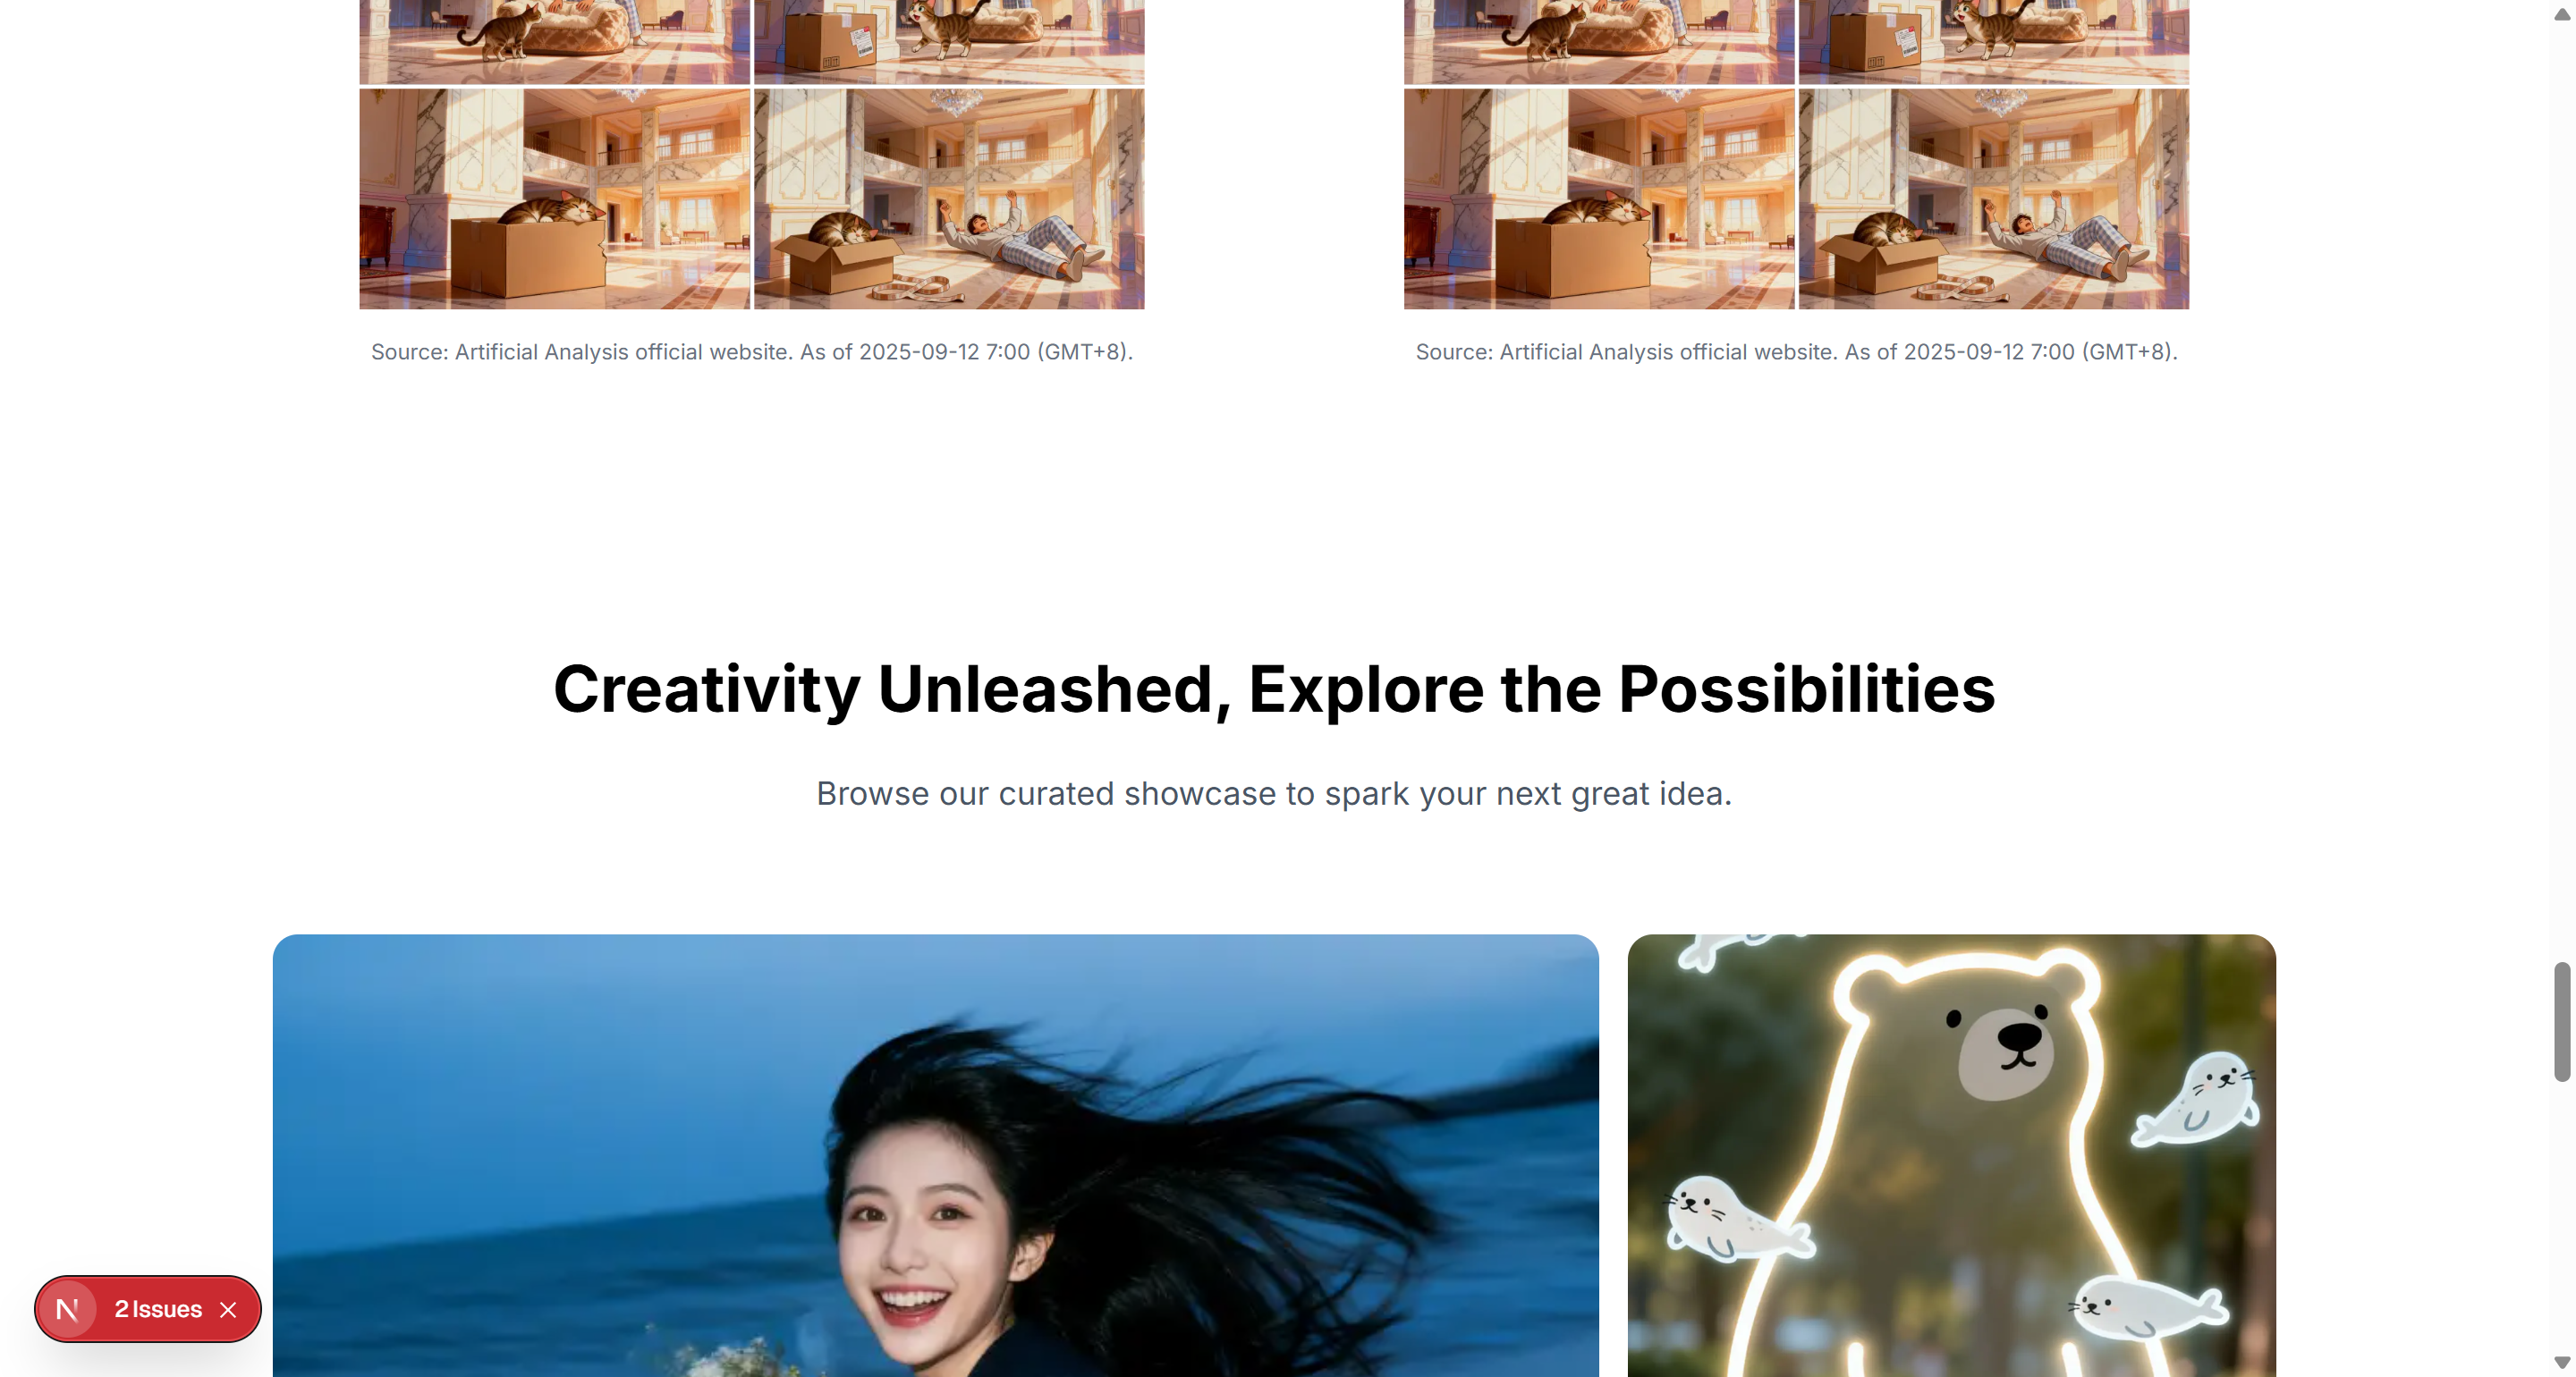 Source: Artificial Analysis official website. As of 2025-09-12 7:00 (GMT+8).
Source: Artificial Analysis official website. As of 2025-09-12 7:00 (GMT+8).
Creativity Unleashed, Explore the Possibilities
Browse our curated showcase to spark your next great idea.
N 2 Issues